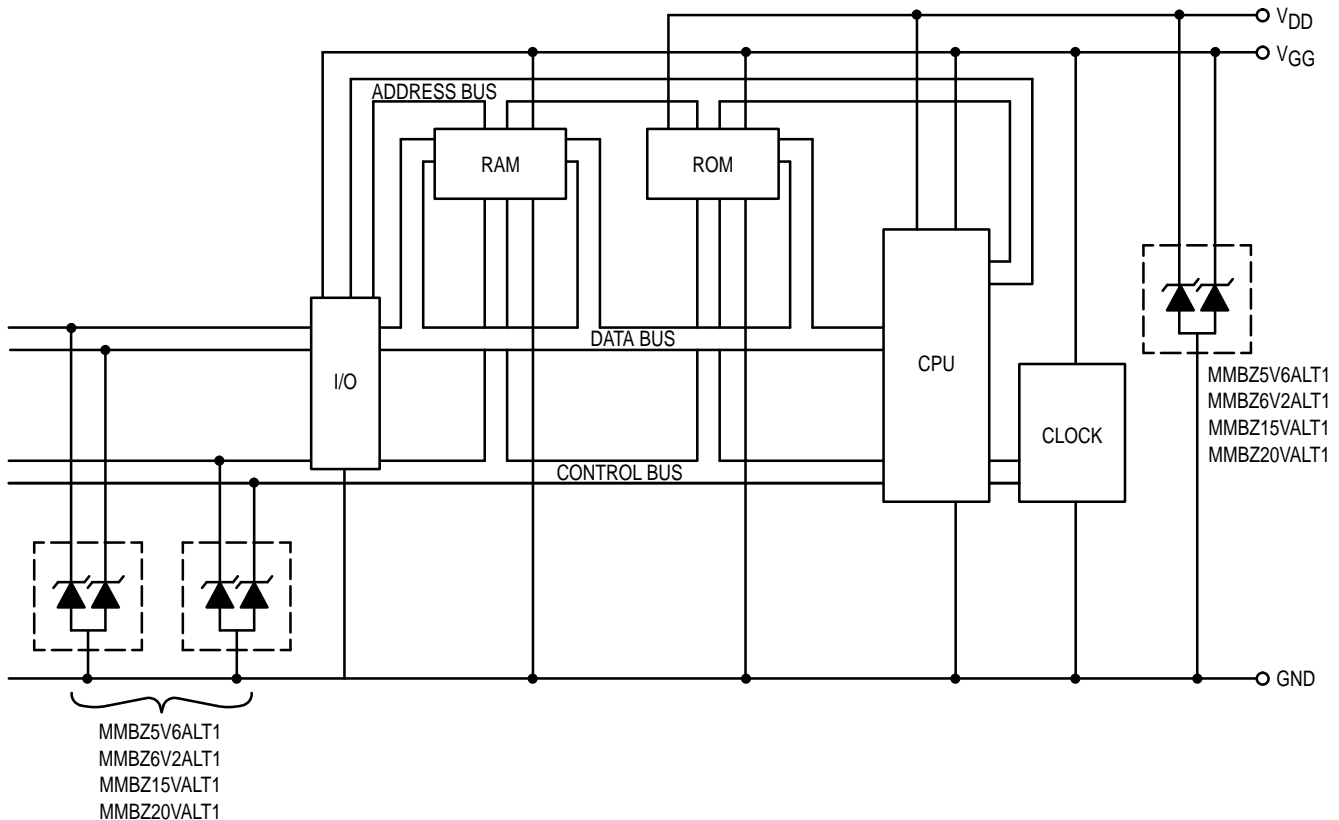 VDD
VGG
ADDRESS BUS
RAM
ROM
DATA BUS
I/O
CPU
CLOCK
MMBZ5V6ALT1
MMBZ6V2ALT1
MMBZ15VALT1
MMBZ20VALT1
CONTROL BUS
GND
MMBZ5V6ALT1
MMBZ6V2ALT1
MMBZ15VALT1
MMBZ20VALT1